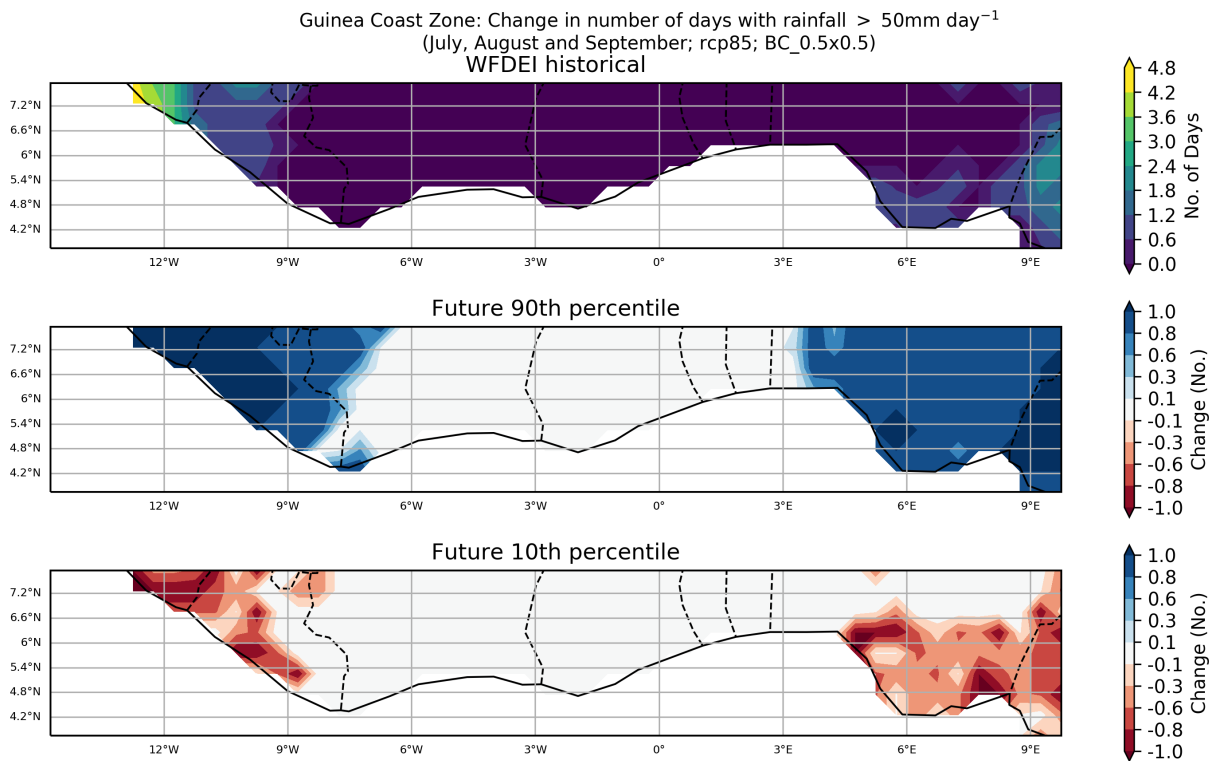 Guinea Coast Zone: Change in number of days with rainfall > 50mm day⁻¹
(July, August and September; rcp85; BC_0.5x0.5)
WFDEI historical
7.2°N
6.6°N
6°N
5.4°N
4.8°N
4.2°N
12°W 9°W 6°W 3°W 0° 3°E 6°E 9°E
4.8
4.2
3.6
3.0
2.4
1.8
1.2
0.6
0.0
No. of Days
Future 90th percentile
7.2°N
6.6°N
6°N
5.4°N
4.8°N
4.2°N
12°W 9°W 6°W 3°W 0° 3°E 6°E 9°E
1.0
0.8
0.6
0.3
0.1
-0.1
-0.3
-0.6
-0.8
-1.0
Change (No.)
Future 10th percentile
7.2°N
6.6°N
6°N
5.4°N
4.8°N
4.2°N
12°W 9°W 6°W 3°W 0° 3°E 6°E 9°E
1.0
0.8
0.6
0.3
0.1
-0.1
-0.3
-0.6
-0.8
-1.0
Change (No.)